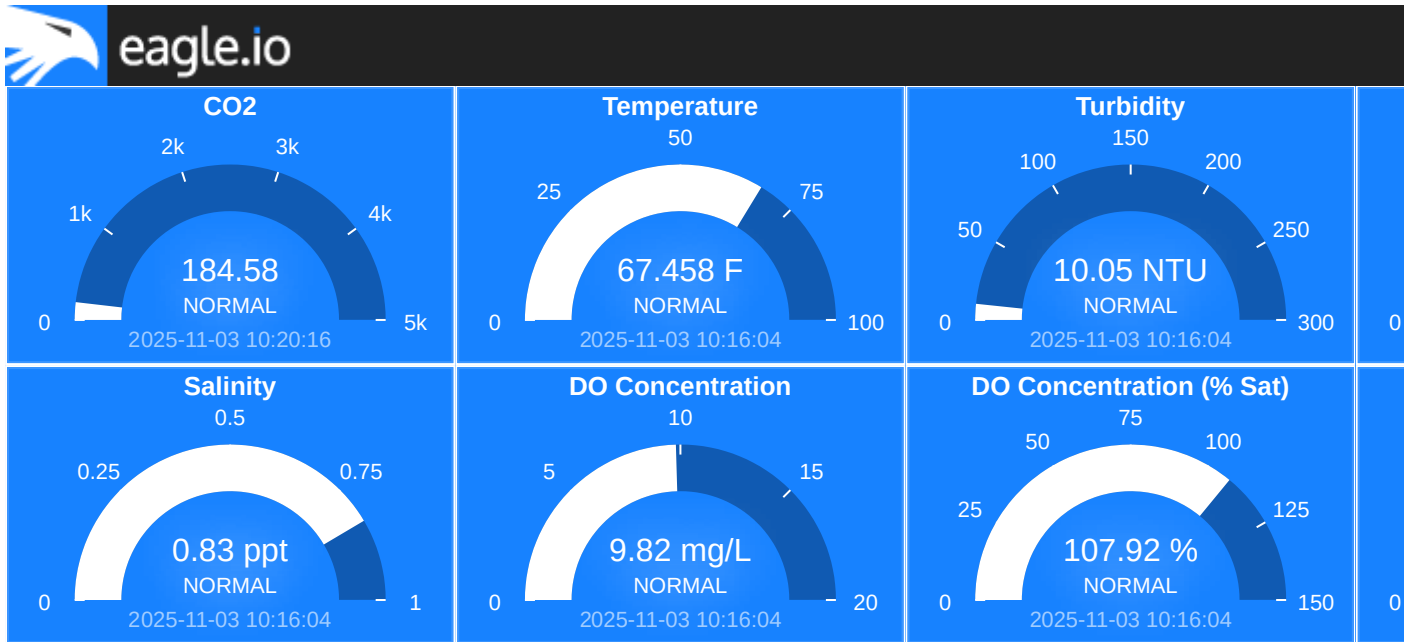 eagle.io
CO2
2k
3k
1k
4k
184.58
NORMAL
0
5k
2025-11-03 10:20:16
Temperature
50
25
75
67.458 F
NORMAL
0
100
2025-11-03 10:16:04
Turbidity
150
100
200
50
250
10.05 NTU
NORMAL
0
300
2025-11-03 10:16:04
0
Salinity
0.5
0.25
0.75
0.83 ppt
NORMAL
0
1
2025-11-03 10:16:04
DO Concentration
10
5
15
9.82 mg/L
NORMAL
0
20
2025-11-03 10:16:04
DO Concentration (% Sat)
75
50
100
25
125
107.92 %
NORMAL
0
150
2025-11-03 10:16:04
0